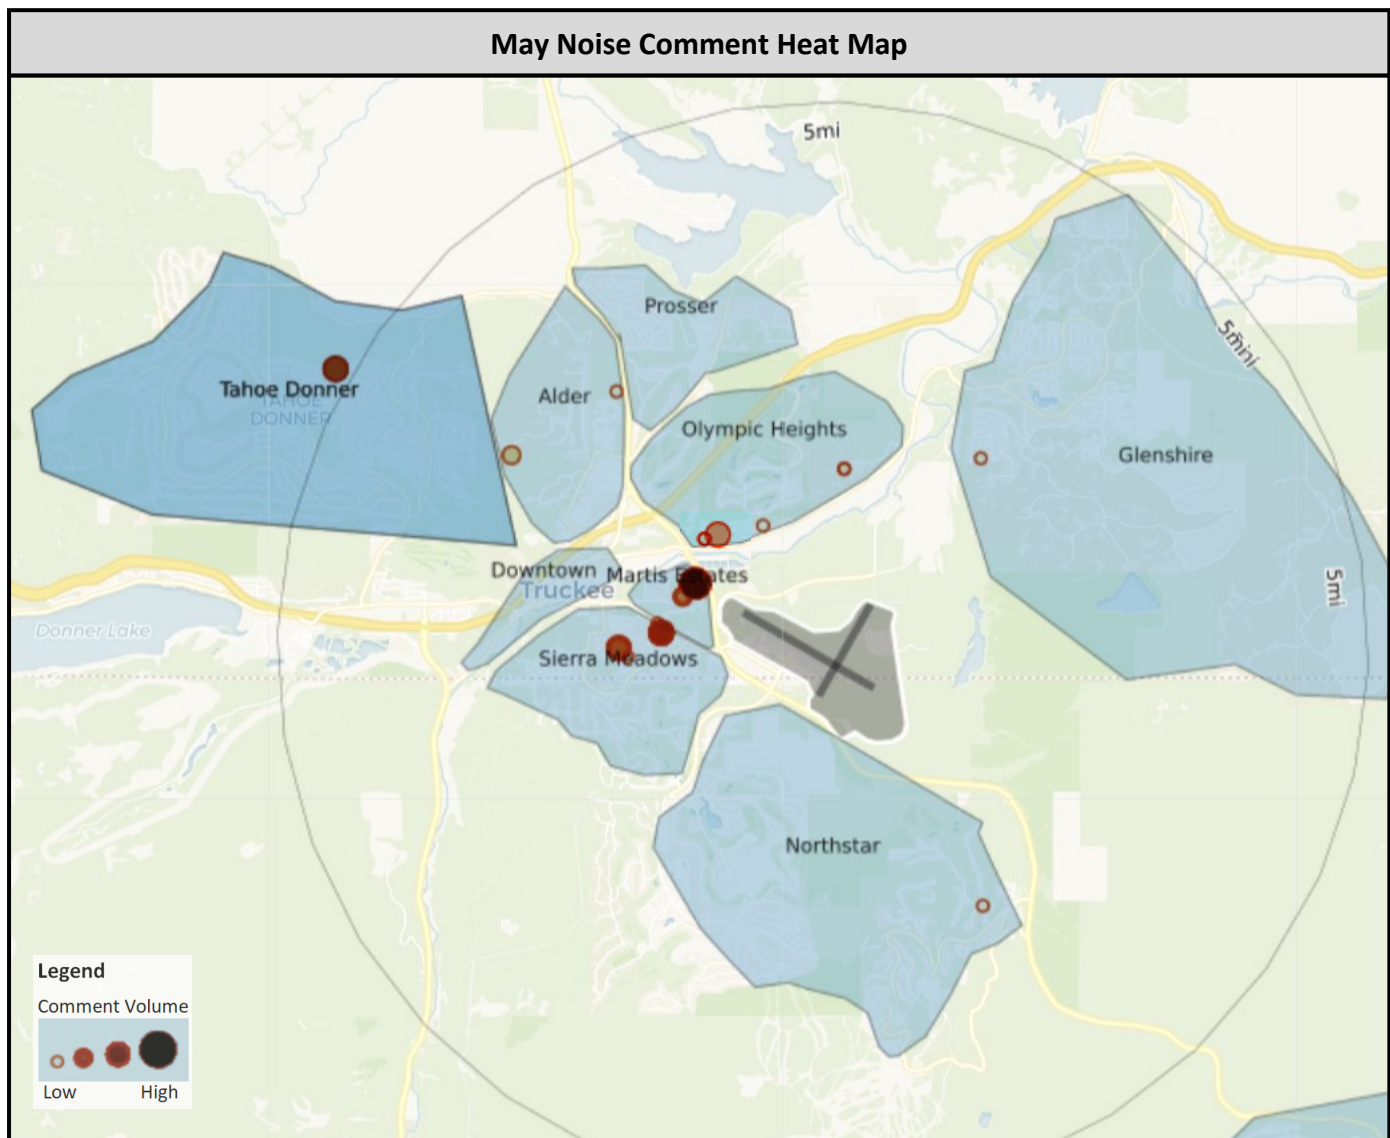 May Noise Comment Heat Map
5mi
Prosser
5mi
Tahoe Donner
TAHOE
DONNER
Alder
Olympic Heights
Glenshire
Downtown
Martis Estates
Truckee
5mi
Donner Lake
Sierra Meadows
Northstar
Legend
Comment Volume
Low High